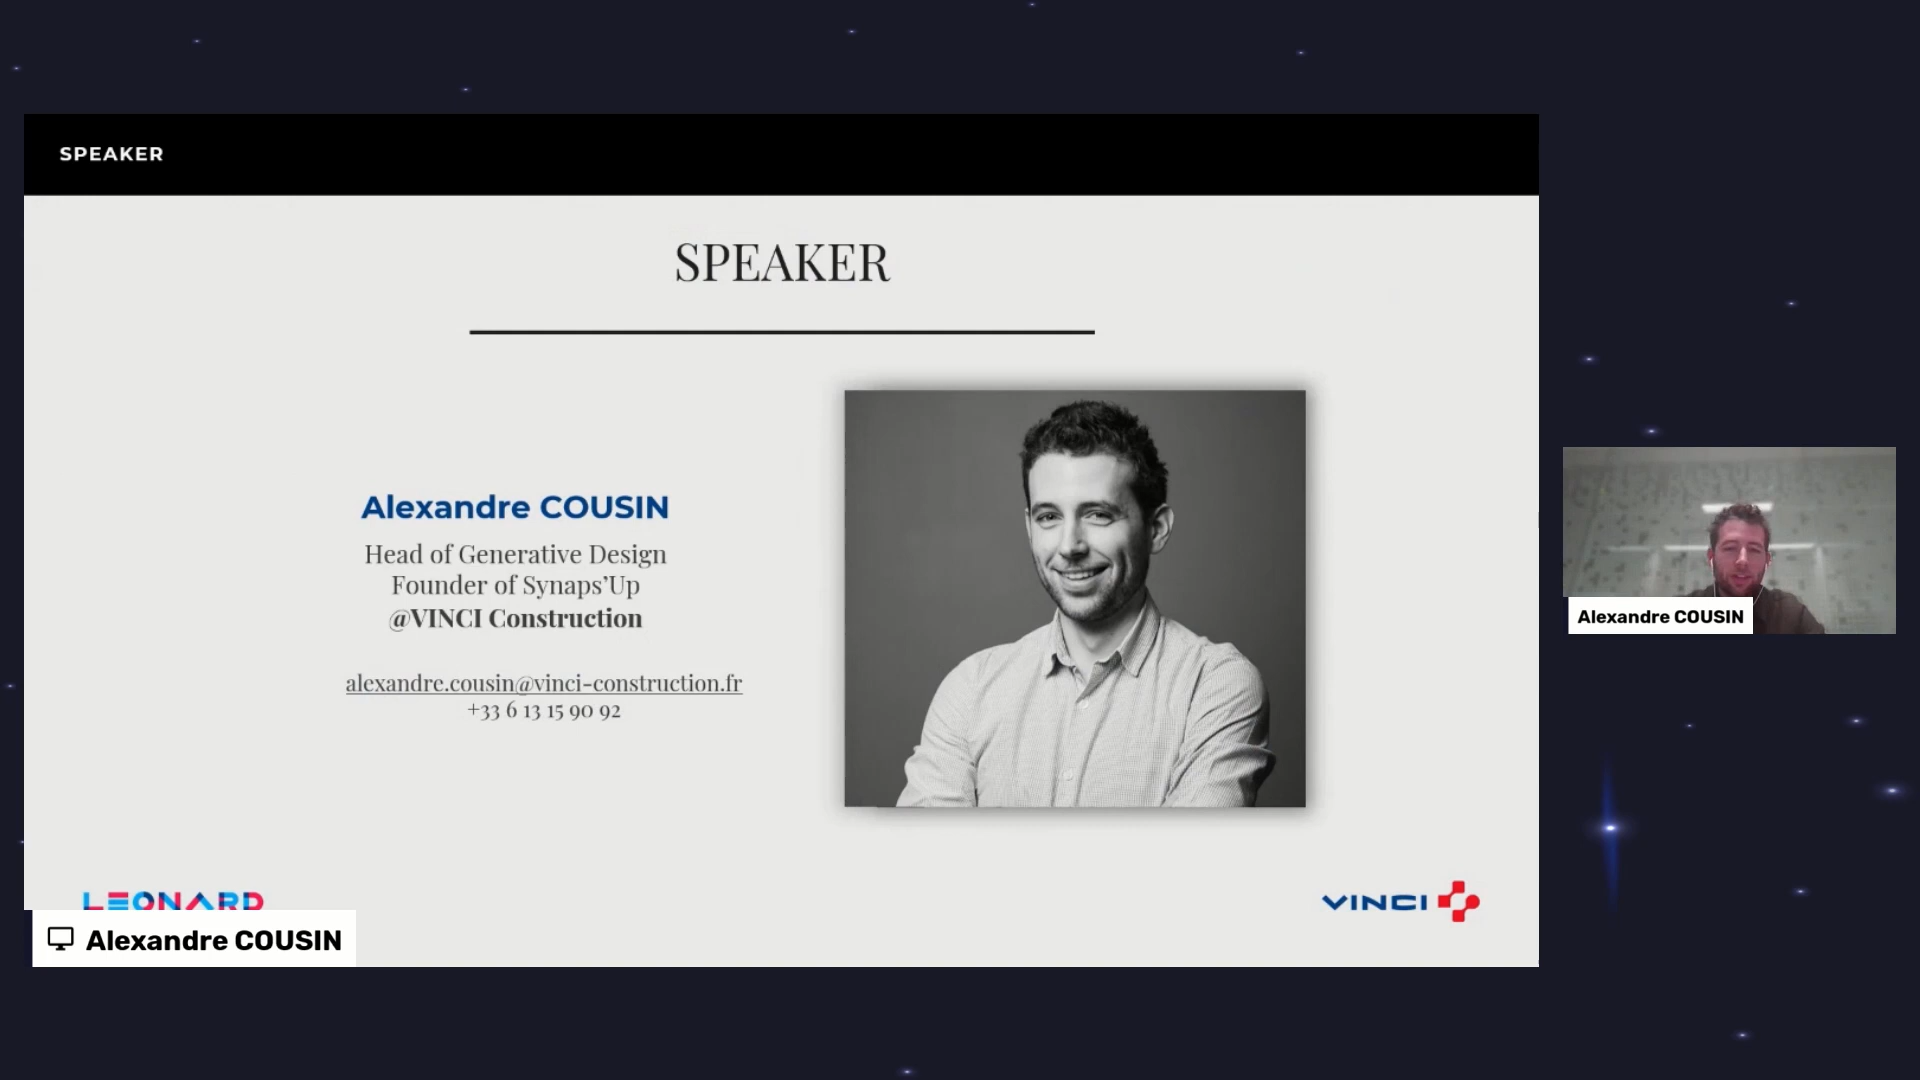 SPEAKER
SPEAKER
Alexandre COUSIN
Head of Generative Design
Founder of Synaps’Up
@VINCI Construction
alexandre.cousin@vinci-construction.fr
+33 6 13 15 90 92
LEONARD
VINCI
Alexandre COUSIN
Alexandre COUSIN